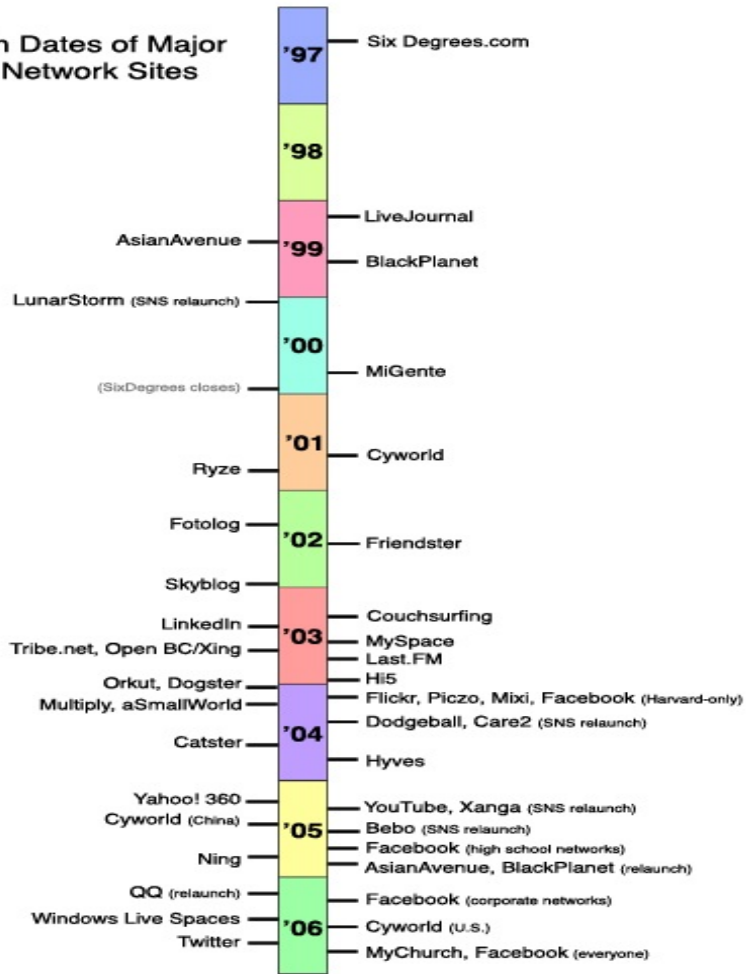 Dates of Major
Network Sites
'97
Six Degrees.com
'98
LiveJournal
AsianAvenue
'99
BlackPlanet
LunarStorm (SNS relaunch)
'00
MiGente
(SixDegrees closes)
'01
Cyworld
Ryze
Fotolog
'02
Friendster
Skyblog
Couchsurfing
LinkedIn
'03
MySpace
Tribe.net, Open BC/Xing
Last.FM
Hi5
Orkut, Dogster
Flickr, Piczo, Mixi, Facebook (Harvard-only)
Multiply, aSmallWorld
Dodgeball, Care2 (SNS relaunch)
'04
Catster
Hyves
Yahoo! 360
YouTube, Xanga (SNS relaunch)
Cyworld (China)
'05
Bebo (SNS relaunch)
Facebook (high school networks)
Ning
AsianAvenue, BlackPlanet (relaunch)
QQ (relaunch)
Facebook (corporate networks)
Windows Live Spaces
'06
Cyworld (U.S.)
Twitter
MyChurch, Facebook (everyone)